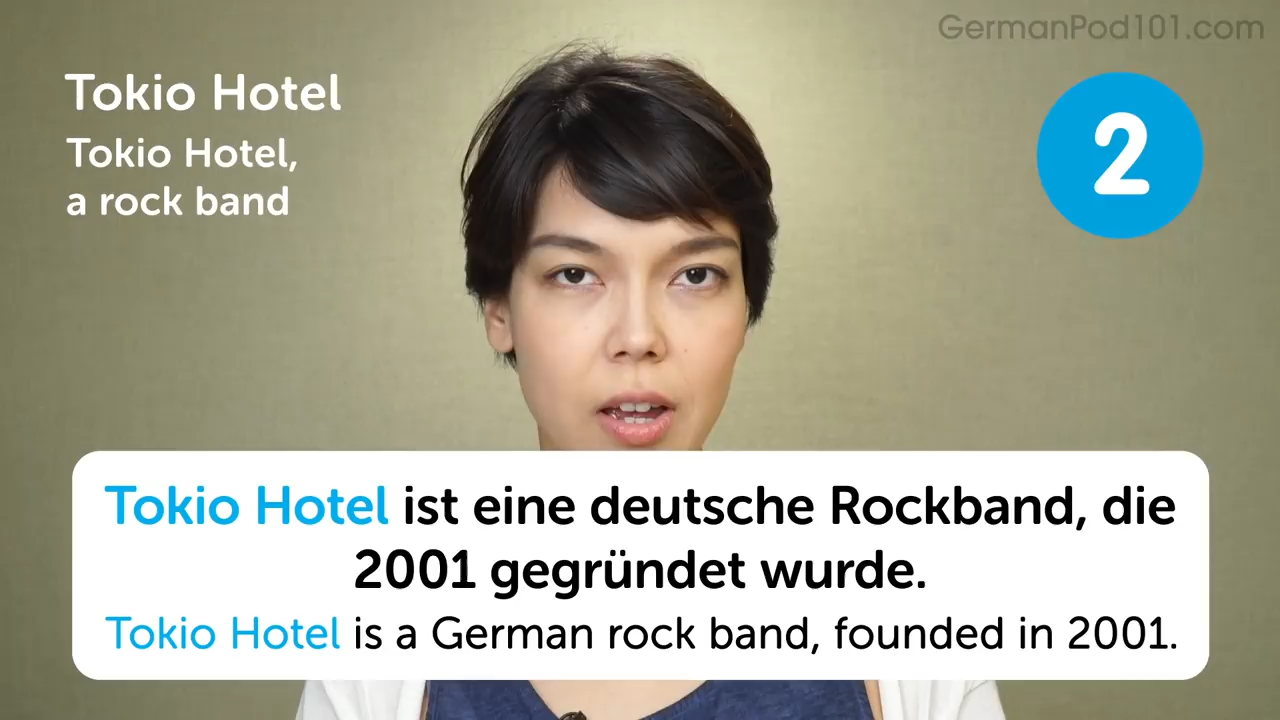 GermanPod101.com
Tokio Hotel
Tokio Hotel,
a rock band
2
Tokio Hotel ist eine deutsche Rockband, die
2001 gegründet wurde.
Tokio Hotel is a German rock band, founded in 2001.